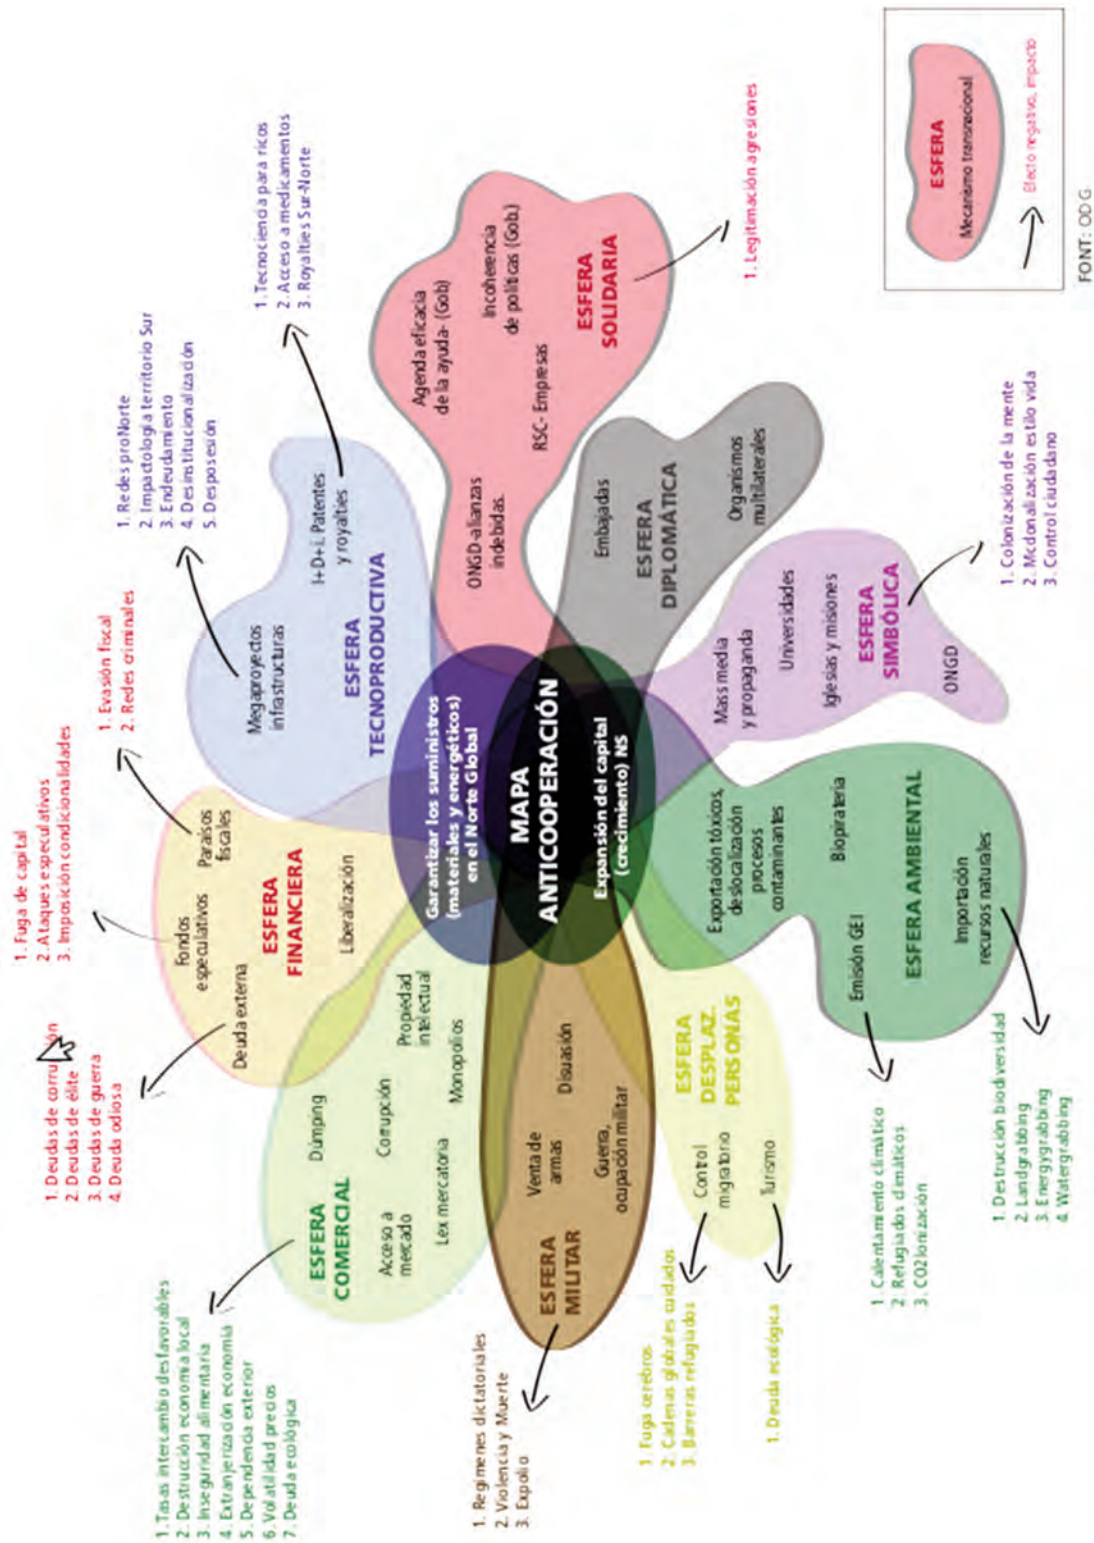 1. Tasas intercambio desfavorables
2. Destrucción economía local
3. Inseguridad alimentaria
4. Extranjerización economía
5. Dependencia exterior
6. Volatilidad precios
7. Deuda ecológica
1. Deudas de corrupción
2. Deudas de élite
3. Deudas de guerra
4. Deuda odiosa
1. Fuga de capital
2. Ataques especulativos
3. Imposición condicionalidades
1. Evasión fiscal
2. Redes criminales
1. Redes proNorte
2. Impactología territorio Sur
3. Endeudamiento
4. Desinstitucionalización
5. Desposesión
1. Tecnociencia para ricos
2. Acceso a medicamentos
3. Royalties Sur-Norte
ESFERA
COMERCIAL
Dúmping
Acceso a
mercado
Corrupción
Propiedad
intelectual
Lex mercatoria
Monopolios
Deuda externa
Fondos
especulativos
Paraísos
fiscales
ESFERA
FINANCIERA
Liberalización
Megaproyectos
infraestructuras
I+D+i. Patentes
y royalties
ESFERA
TECNOPRODUCTIVA
Agenda eficacia
de la ayuda- (Gob)
Incoherencia
de políticas (Gob.)
ONGD-alianzas
indebidas.
RSC- Empresas
ESFERA
SOLIDARIA
1. Legitimación agresiones
Garantizar los suministros
(materiales y energéticos)
en el Norte Global
MAPA
ANTICOOPERACIÓN
Expansión del capital
(crecimiento) NS
ESFERA
MILITAR
Venta de
armas
Disuasión
Guerra,
ocupación militar
1. Regímenes dictatoriales
2. Violencia y Muerte
3. Expolio
Embajadas
ESFERA
DIPLOMÁTICA
Organismos
multilaterales
ESFERA
DESPLAZ.
PERSONAS
Control
migratorio
Turismo
1. Fuga cerebros
2. Cadenas globales cuidados
3. Barreras refugiados
1. Deuda ecológica
Exportación tóxicos,
deslocalización
procesos
contaminantes
Emisión GEI
Biopirateria
ESFERA AMBIENTAL
Importación
recursos naturales
1. Calentamiento climático
2. Refugiados climáticos
3. CO2lonización
1. Destrucción biodiversidad
2. Landgrabbing
3. Energygrabbing
4. Watergrabbing
Mass media
y propaganda
Universidades
Iglesias y misiones
ESFERA
SIMBÓLICA
ONGD
1. Colonización de la mente
2. Mcdonalización estilo vida
3. Control ciudadano
ESFERA
Mecanismo transnacional
Efecto negativo, impacto
FONT: ODG